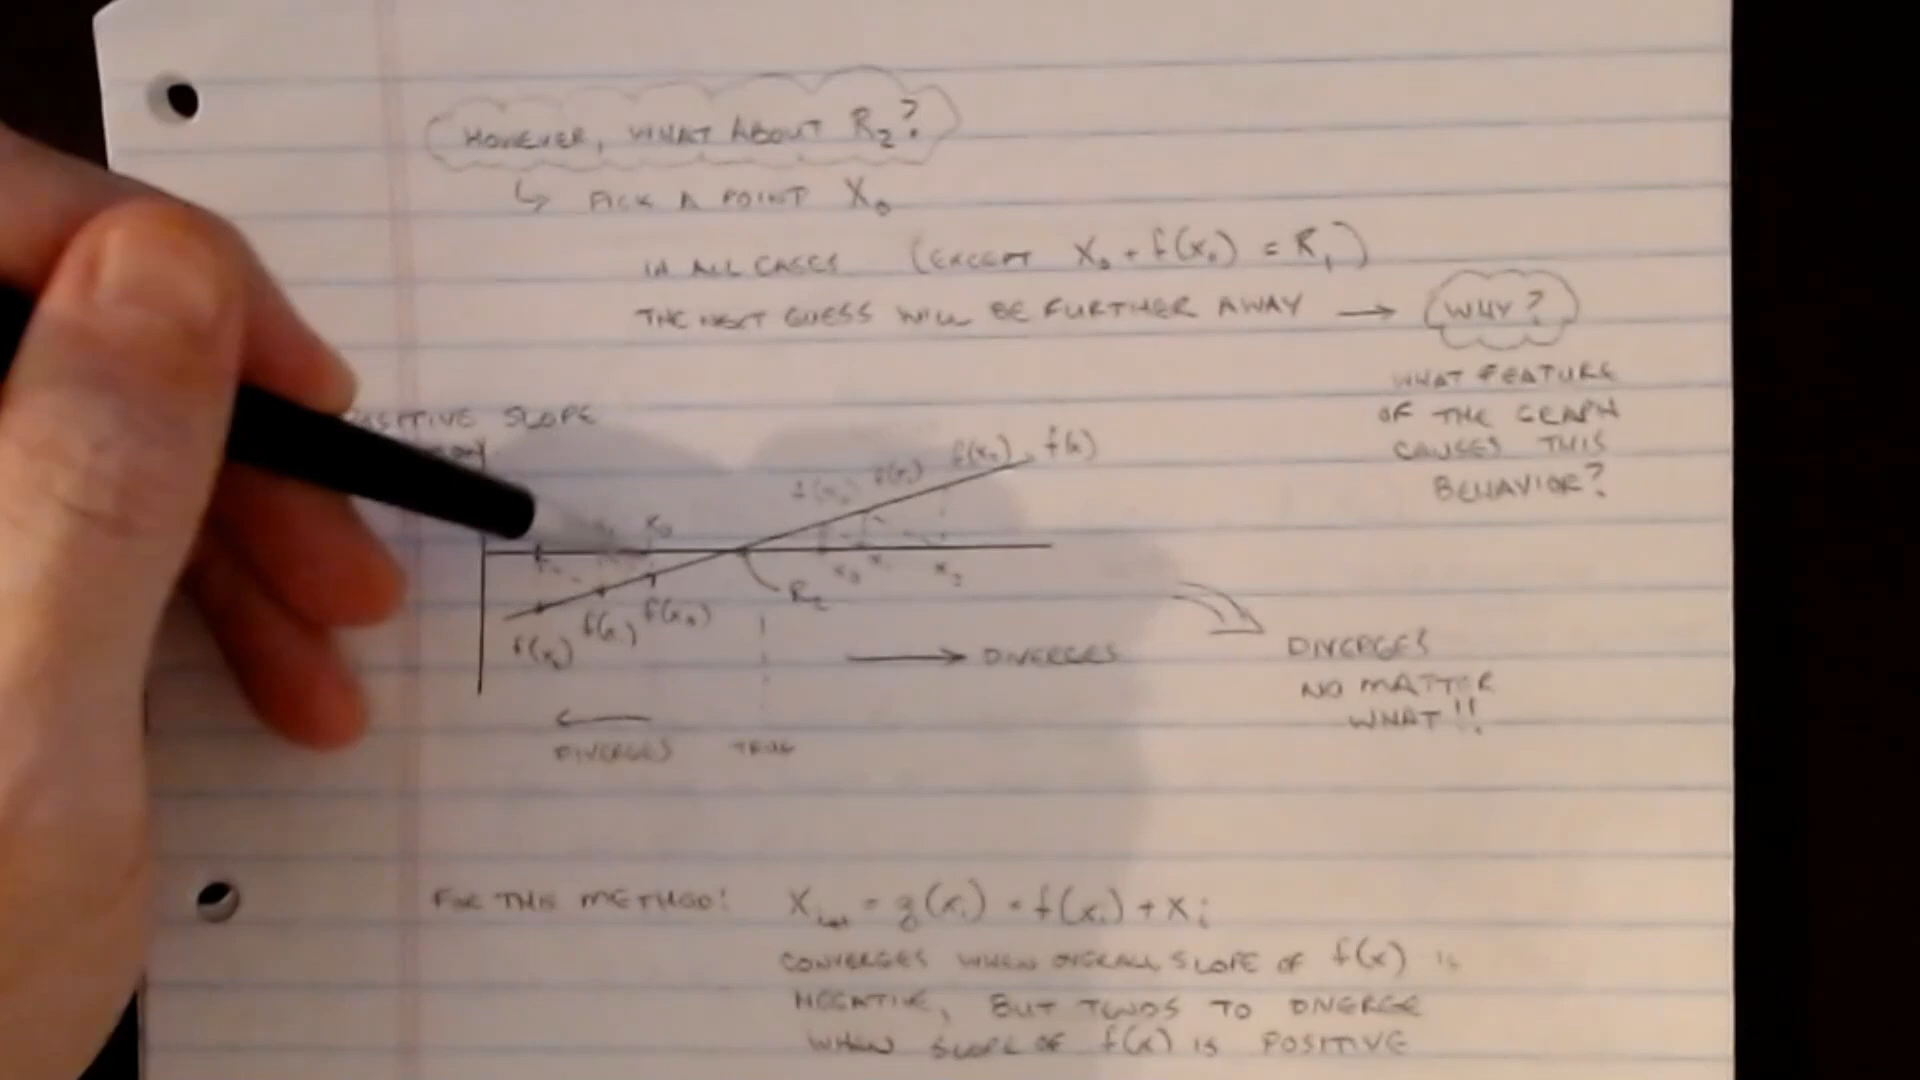 HOWEVER, WHAT ABOUT R₂?
↳ PICK A POINT X₀
IN ALL CASES (EXCEPT X₀ + f(x₀) = R₁)
THE NEXT GUESS WILL BE FURTHER AWAY → WHY?
WHAT FEATURE
OF THE GRAPH
CAUSES THIS
BEHAVIOR?
POSITIVE SLOPE
f(x₀) f(x₁) f(x₂) f(x)
X₀
x₀ x₁ x₂
R₂
f(x₂) f(x₁) f(x₀)
→ DIVERGES
DIVERGES
NO MATTER
WHAT!!
←
DIVERGES TRUE
FOR THIS METHOD: Xᵢ₊₁ = g(xᵢ) = f(xᵢ) + Xᵢ
CONVERGES WHEN OVERALL SLOPE OF f(x) IS
NEGATIVE, BUT TENDS TO DIVERGE
WHEN SLOPE OF f(x) IS POSITIVE